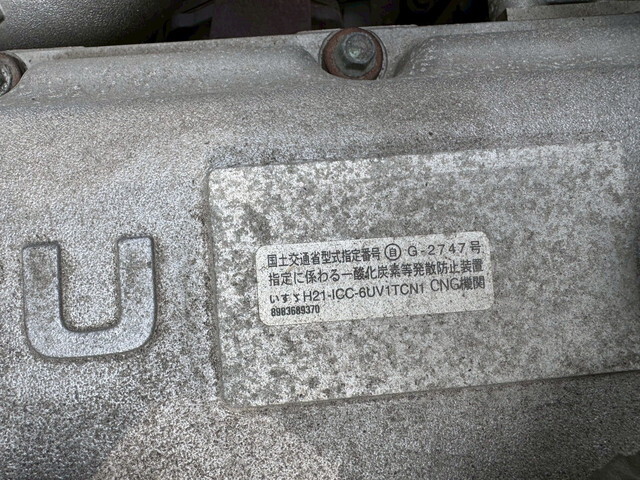 U
国土交通省型式指定番号 自 G-2747号
指定に係わる一酸化炭素等発散防止装置
いすゞH21-ICC-6UV1TCN1 CNG機関
8983689370